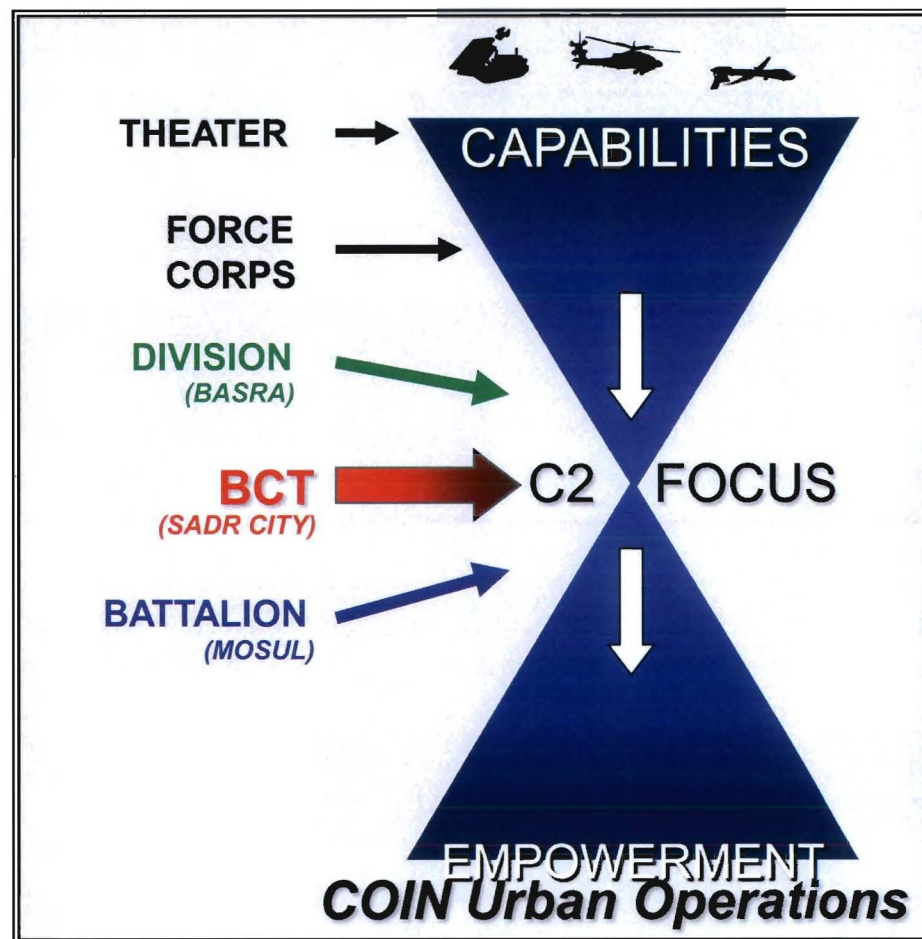 CAPABILITIES
THEATER
FORCE
CORPS
DIVISION
(BASRA)
BCT
(SADR CITY)
C2 FOCUS
BATTALION
(MOSUL)
EMPOWERMENT
COIN Urban Operations